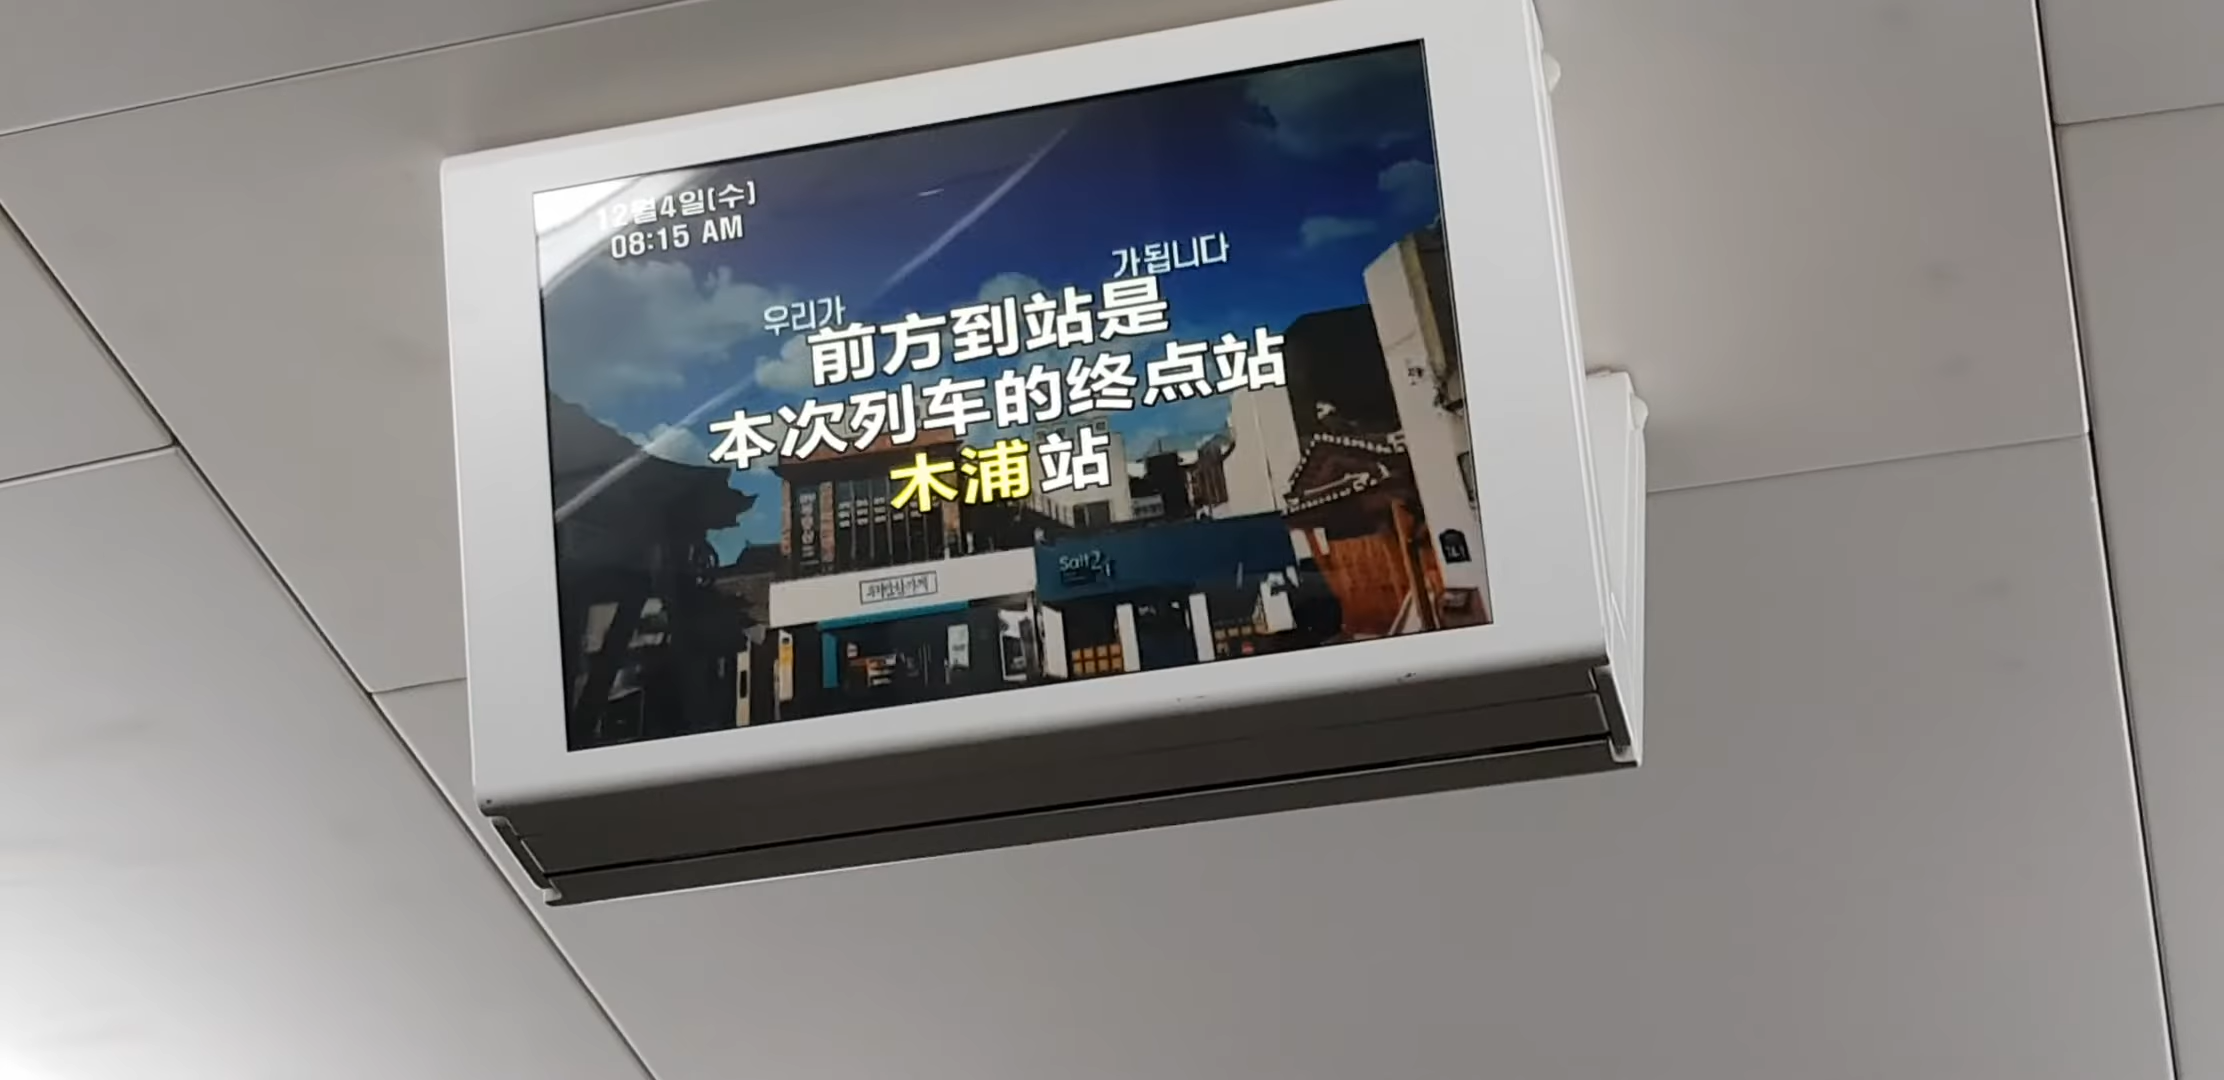 12월4일(수)
08:15 AM
우리가
가됩니다
前方到站是
本次列车的终点站
木浦站
Salt24